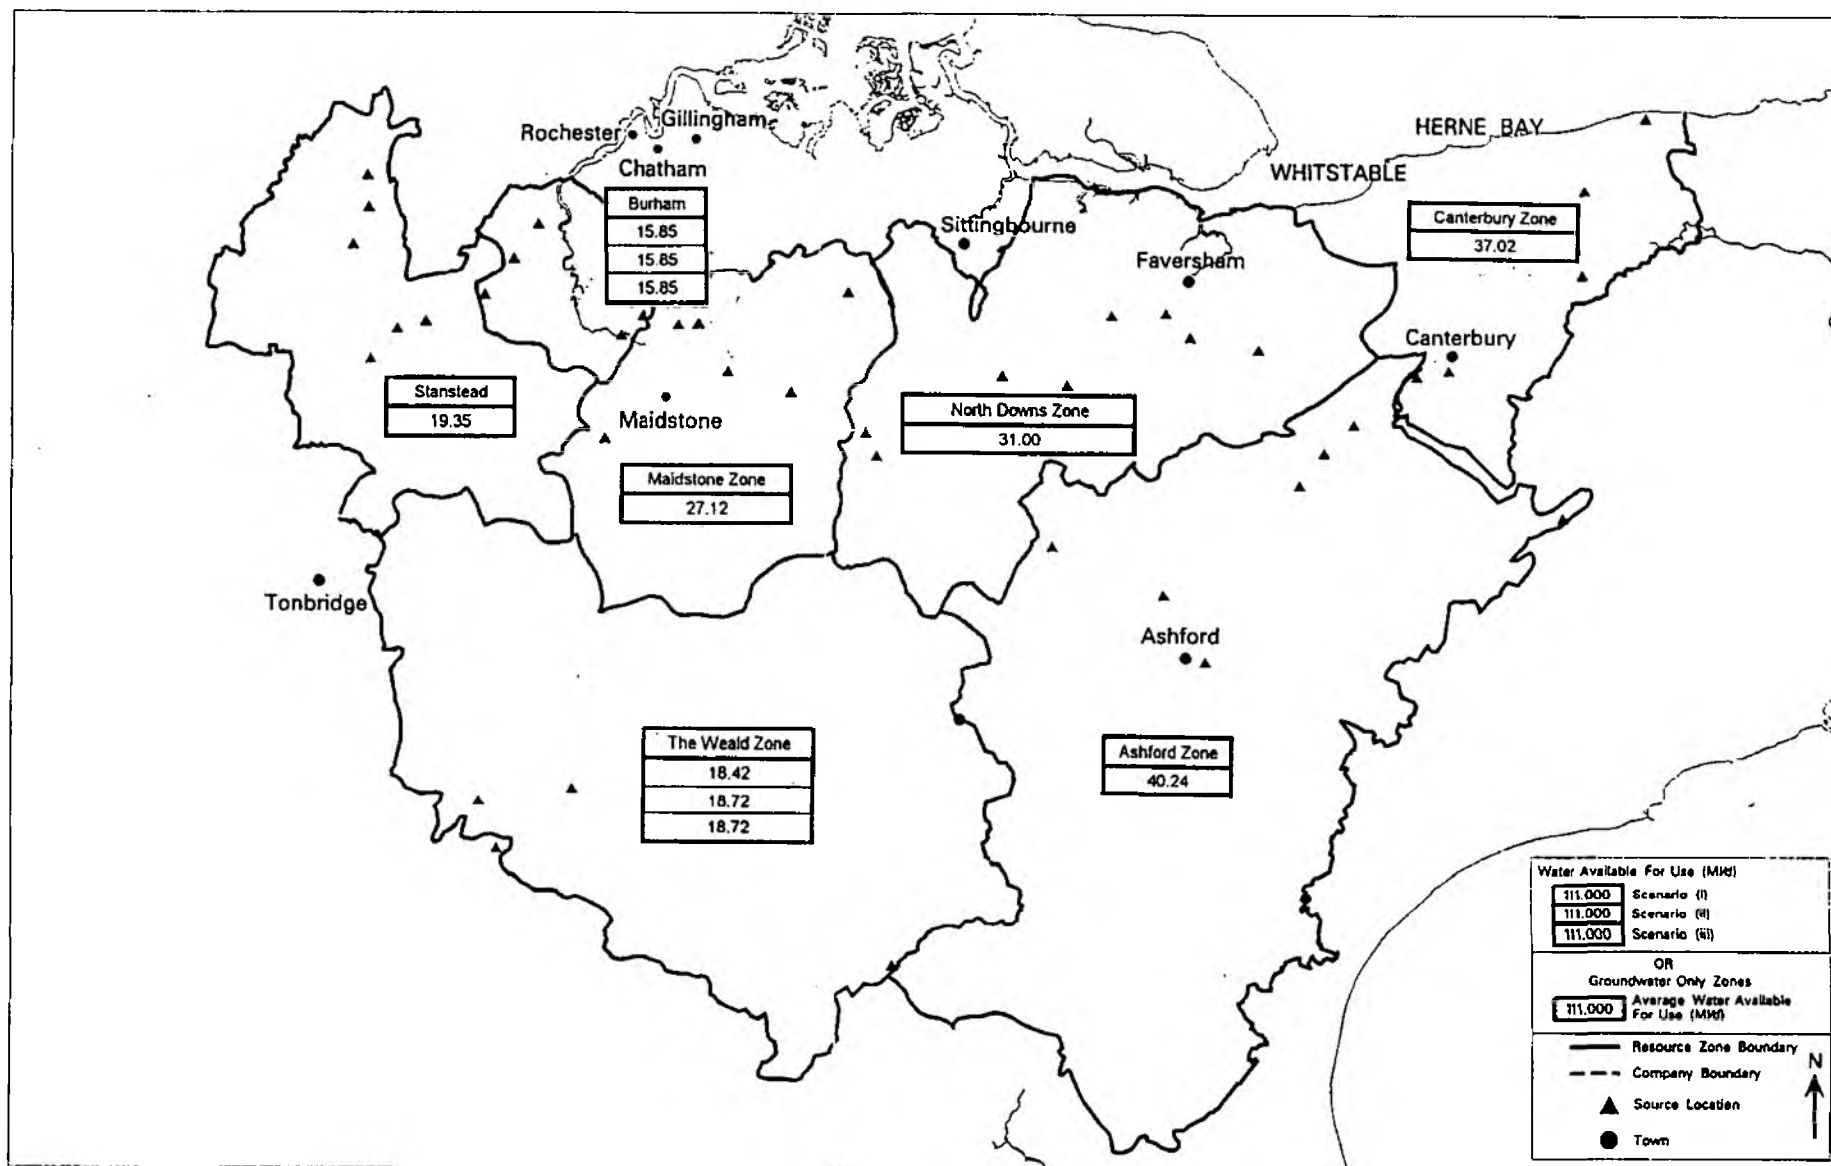 HERNE BAY
Gillingham
Rochester
Chatham
WHITSTABLE
Burham
15.85
15.85
15.85
Canterbury Zone
37.02
Sittingbourne
Faversham
Canterbury
Stanstead
19.35
North Downs Zone
31.00
Maidstone
Maidstone Zone
27.12
Tonbridge
Ashford
The Weald Zone
18.42
18.72
18.72
Ashford Zone
40.24
Water Available For Use (Ml/d)
111.000 Scenario (i)
111.000 Scenario (ii)
111.000 Scenario (iii)
OR
Groundwater Only Zones
111.000 Average Water Available
For Use (Ml/d)
Resource Zone Boundary
Company Boundary
N
Source Location
Town